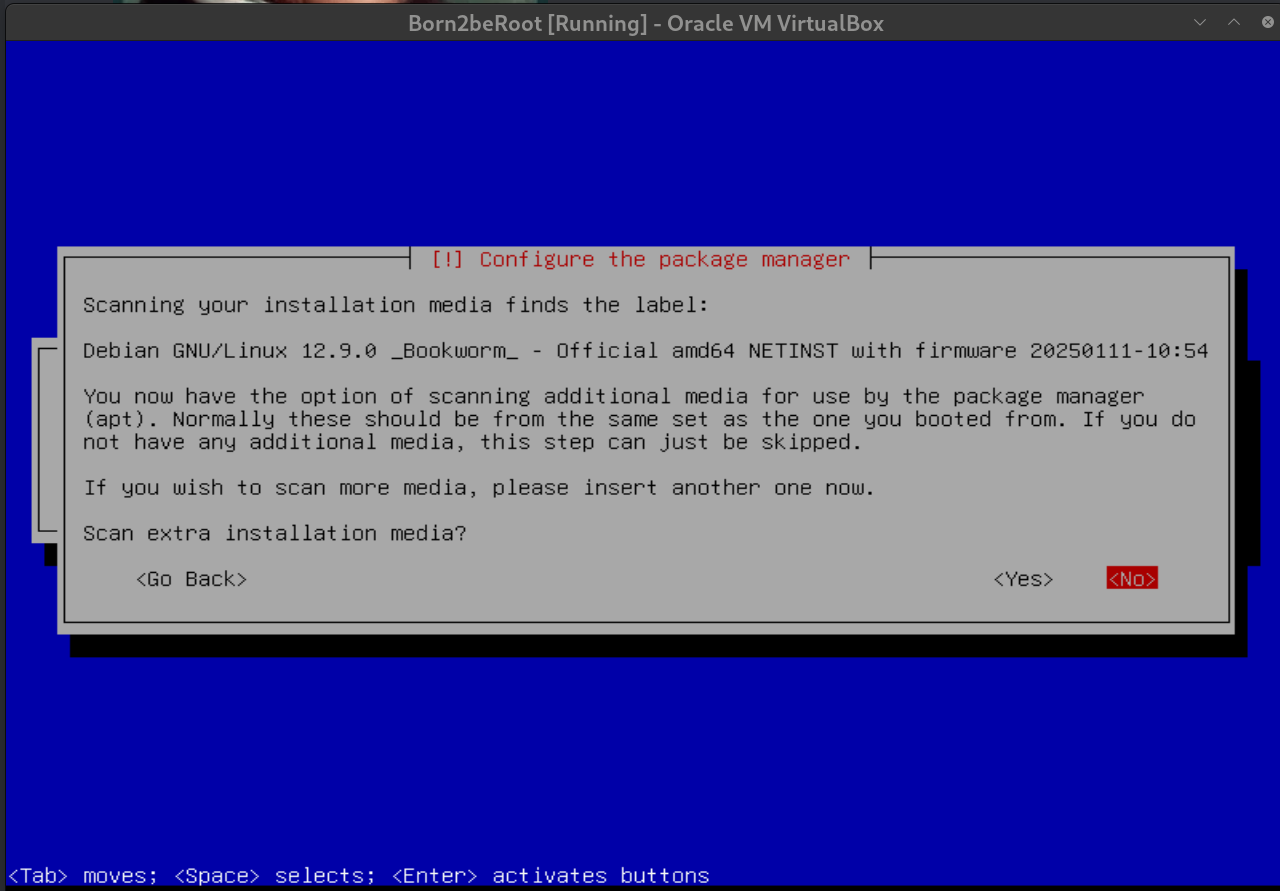 Born2beRoot [Running] - Oracle VM VirtualBox
[!] Configure the package manager
Scanning your installation media finds the label:
Debian GNU/Linux 12.9.0 _Bookworm_ - Official amd64 NETINST with firmware 20250111-10:54
You now have the option of scanning additional media for use by the package manager
(apt). Normally these should be from the same set as the one you booted from. If you do
not have any additional media, this step can just be skipped.
If you wish to scan more media, please insert another one now.
Scan extra installation media?
<Go Back> <Yes> <No>
<Tab> moves; <Space> selects; <Enter> activates buttons